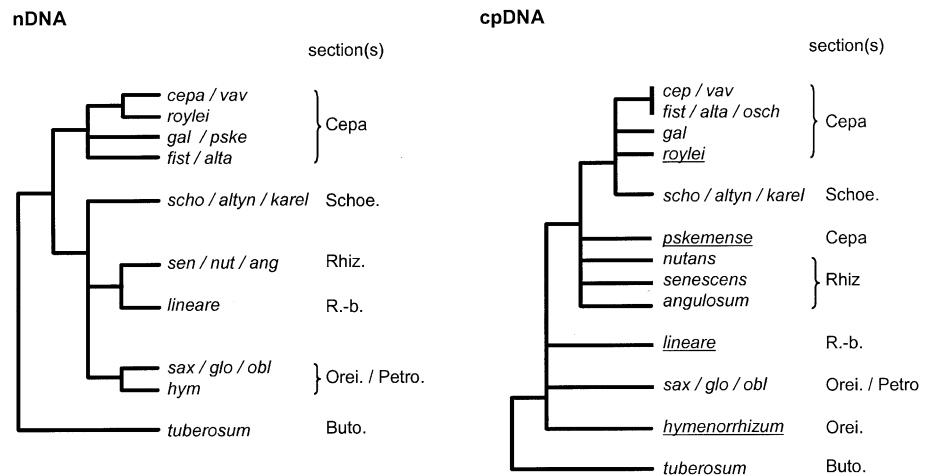 nDNA
section(s)
cepa / vav
roylei
gal / pske
fist / alta
Cepa
scho / altyn / karel Schoe.
sen / nut / ang Rhiz.
lineare R.-b.
sax / glo / obl
hym
Orei. / Petro.
tuberosum Buto.
cpDNA
section(s)
cep / vav
fist / alta / osch
gal
roylei
Cepa
scho / altyn / karel Schoe.
pskemense Cepa
nutans
senescens
angulosum
Rhiz
lineare R.-b.
sax / glo / obl Orei. / Petro
hymenorrhizum Orei.
tuberosum Buto.